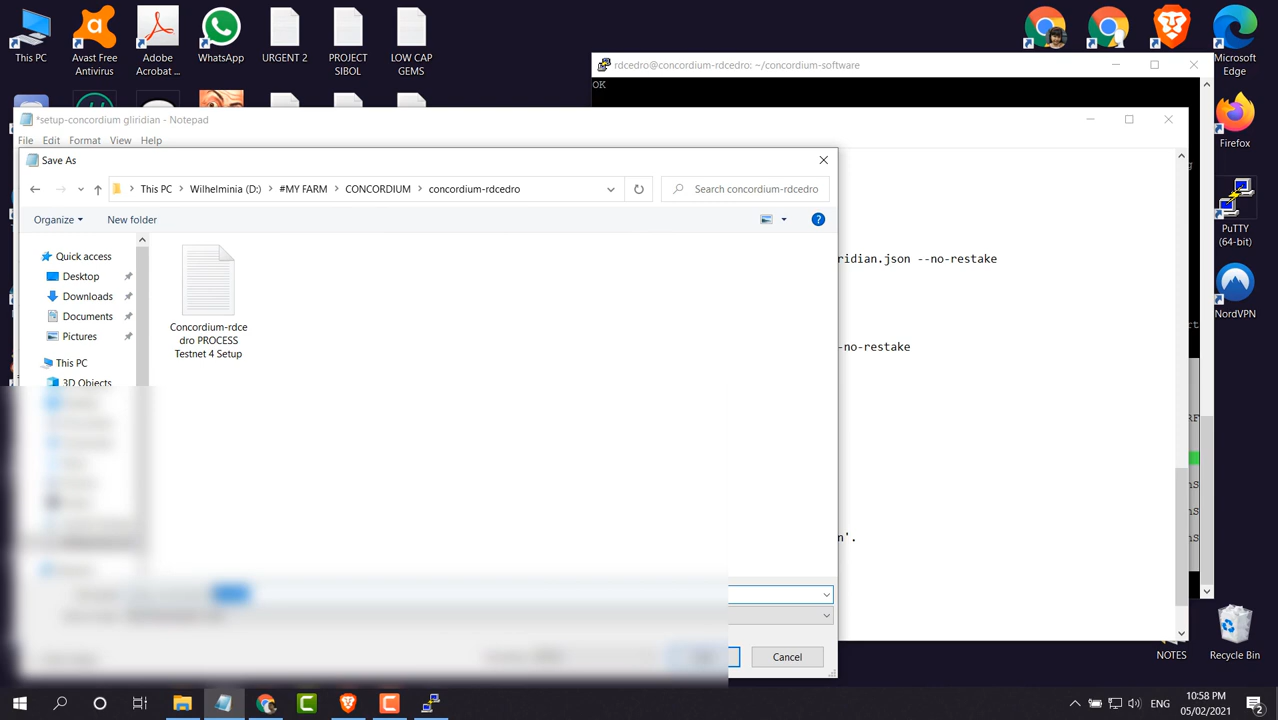 This PC
Avast Free
Antivirus
Adobe
Acrobat ...
WhatsApp
URGENT 2
PROJECT
SIBOL
LOW CAP
GEMS
Microsoft
Edge
rdcedro@concordium-rdcedro: ~/concordium-software
OK
*setup-concordium gliridian - Notepad
File Edit Format View Help
Save As
This PC > Wilhelminia (D:) > #MY FARM > CONCORDIUM > concordium-rdcedro
Search concordium-rdcedro
Organize
New folder
Quick access
Desktop
Downloads
Documents
Pictures
This PC
3D Objects
Concordium-rdce
dro PROCESS
Testnet 4 Setup
ridian.json --no-restake
-no-restake
n'.
Cancel
Firefox
PuTTY
(64-bit)
NordVPN
NOTES
Recycle Bin
ENG
10:58 PM
05/02/2021
2